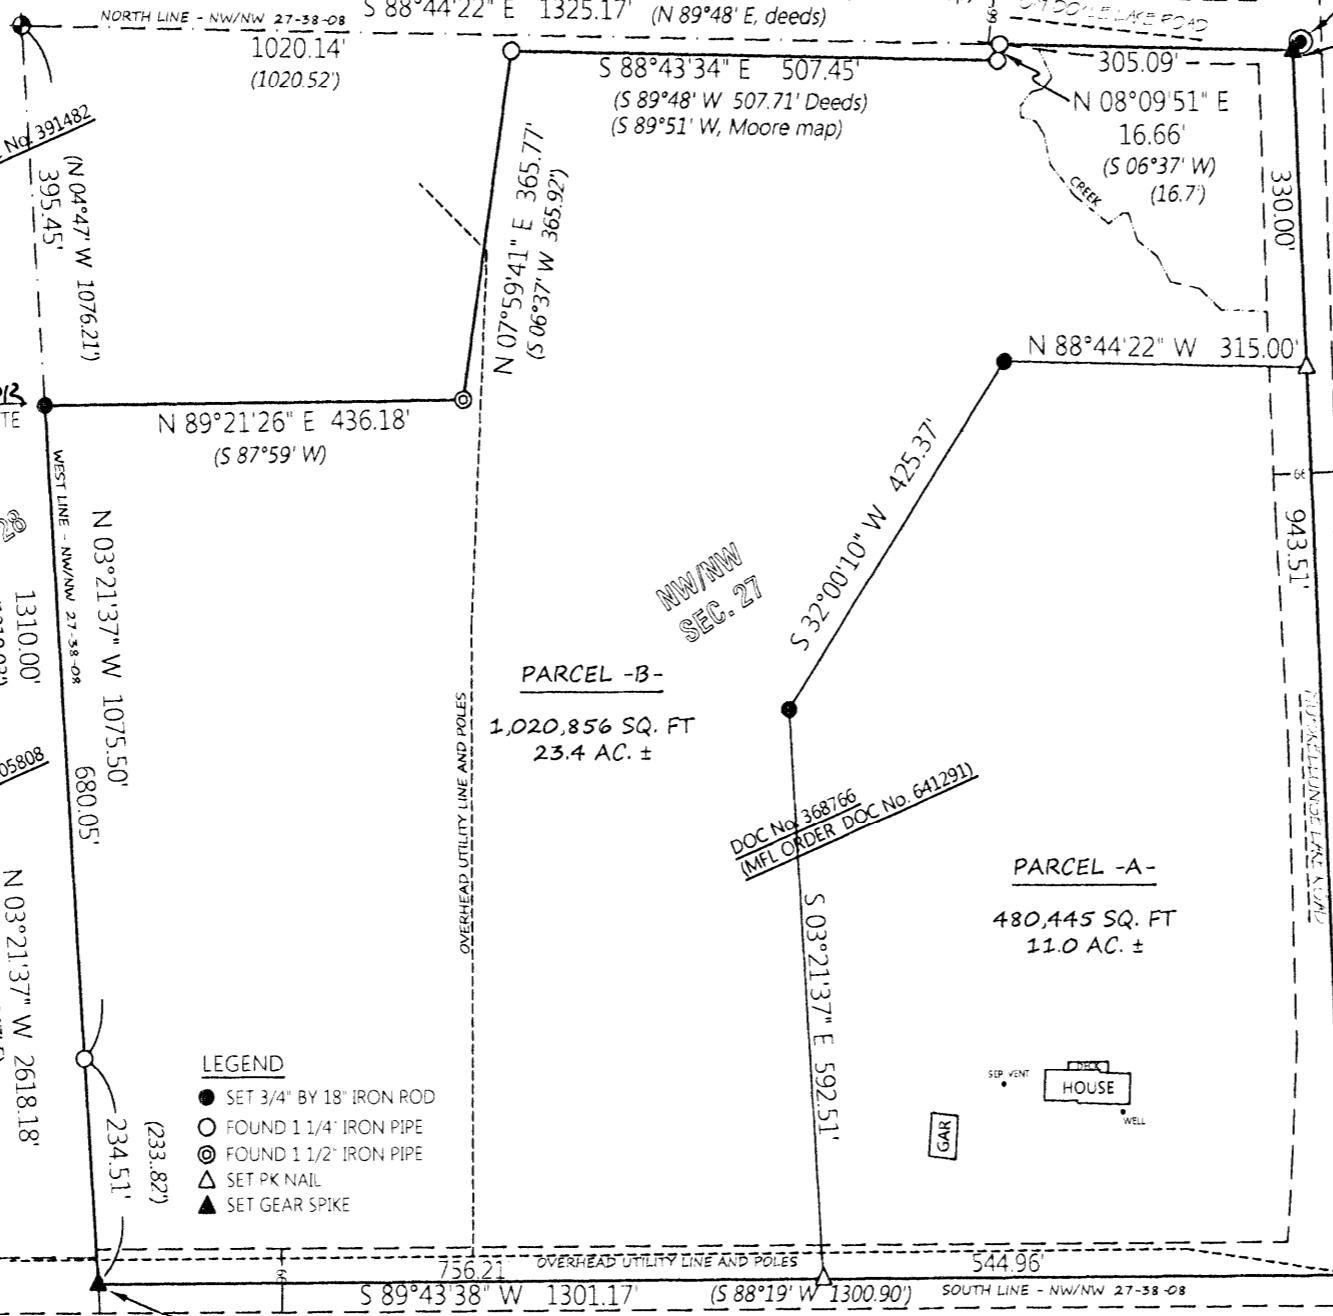 NORTH LINE - NW/NW 27-38-08
S 88°44'22" E 1325.17' (N 89°48' E, deeds)
DOYLE LAKE ROAD
1020.14'
(1020.52')
S 88°43'34" E 507.45'
(S 89°48' W 507.71' Deeds)
(S 89°51' W, Moore map)
305.09'
N 08°09'51" E
16.66'
(S 06°37' W)
(16.7')
CREEK
330.00'
No. 391482
(N 04°47' W 1076.21')
395.45'
N 07°59'41" E 365.77'
(S 06°37' W 365.92')
N 88°44'22" W 315.00'
N 89°21'26" E 436.18'
(S 87°59' W)
TE
28
WEST LINE - NW/NW 27-38-08
N 03°21'37" W 1075.50'
1310.00'
680.05'
05808
N 03°21'37" W 2618.18'
S 32°00'10" W 425.37'
66
943.51'
NW/NW
SEC. 27
PARCEL -B-
1,020,856 SQ. FT
23.4 AC. ±
OVERHEAD UTILITY LINE AND POLES
DOC No. 368766
(MFL ORDER DOC No. 641291)
PARCEL -A-
480,445 SQ. FT
11.0 AC. ±
S 03°21'37" E 592.51'
SEP. VENT
DECK
HOUSE
WELL
GAR
LEGEND
SET 3/4" BY 18" IRON ROD
FOUND 1 1/4" IRON PIPE
FOUND 1 1/2" IRON PIPE
SET PK NAIL
SET GEAR SPIKE
234.51'
(233.82')
756.21'
OVERHEAD UTILITY LINE AND POLES
544.96'
S 89°43'38" W 1301.17'
(S 88°19' W 1300.90')
SOUTH LINE - NW/NW 27-38-08